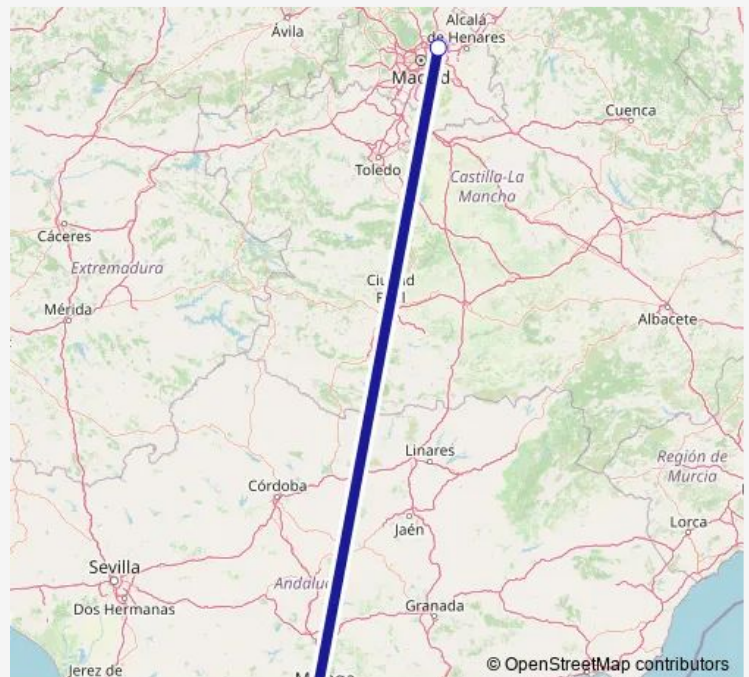 Alcalá
de Henares
Ávila
Cuenca
Toledo
Castilla-La
Mancha
Cáceres
Extremadura
Mérida
Albacete
Linares
Región de
Murcia
Córdoba
Jaén
Lorca
Sevilla
Dos Hermanas
Granada
Jerez de
© OpenStreetMap contributors